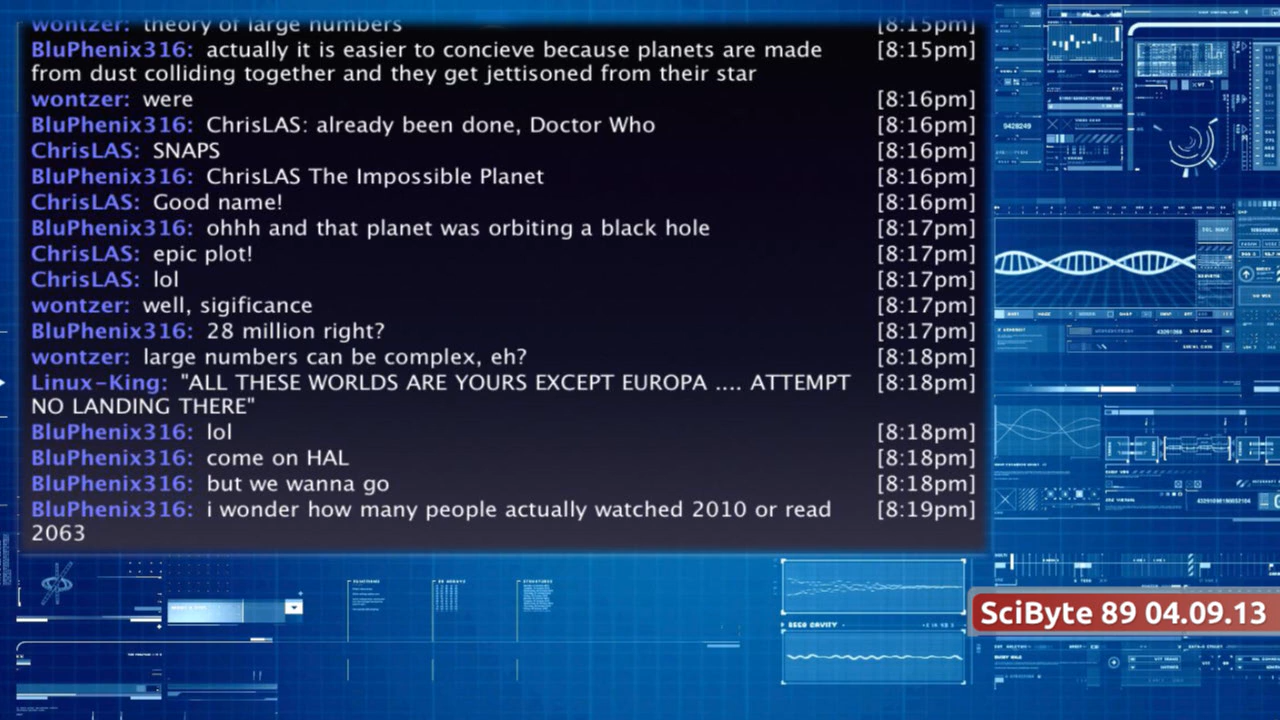 wontzer: theory of large numbers [8:15pm]
BluPhenix316: actually it is easier to concieve because planets are made [8:15pm]
from dust colliding together and they get jettisoned from their star
wontzer: were [8:16pm]
BluPhenix316: ChrisLAS: already been done, Doctor Who [8:16pm]
ChrisLAS: SNAPS [8:16pm]
BluPhenix316: ChrisLAS The Impossible Planet [8:16pm]
ChrisLAS: Good name! [8:16pm]
BluPhenix316: ohhh and that planet was orbiting a black hole [8:17pm]
ChrisLAS: epic plot! [8:17pm]
ChrisLAS: lol [8:17pm]
wontzer: well, sigificance [8:17pm]
BluPhenix316: 28 million right? [8:17pm]
wontzer: large numbers can be complex, eh? [8:18pm]
Linux-King: "ALL THESE WORLDS ARE YOURS EXCEPT EUROPA .... ATTEMPT [8:18pm]
NO LANDING THERE"
BluPhenix316: lol [8:18pm]
BluPhenix316: come on HAL [8:18pm]
BluPhenix316: but we wanna go [8:18pm]
BluPhenix316: i wonder how many people actually watched 2010 or read [8:19pm]
2063
9428249
SciByte 89 04.09.13